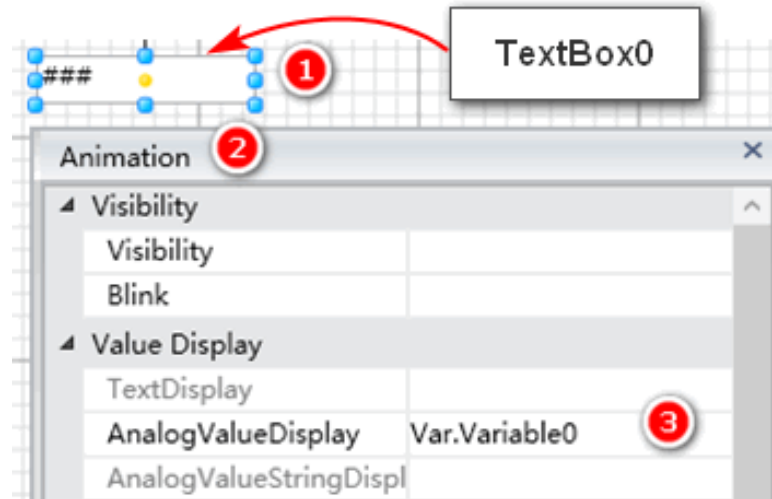 TextBox0
###
1
2
Animation
Visibility
Visibility
Blink
Value Display
TextDisplay
AnalogValueDisplay Var.Variable0
3
AnalogValueStringDispl